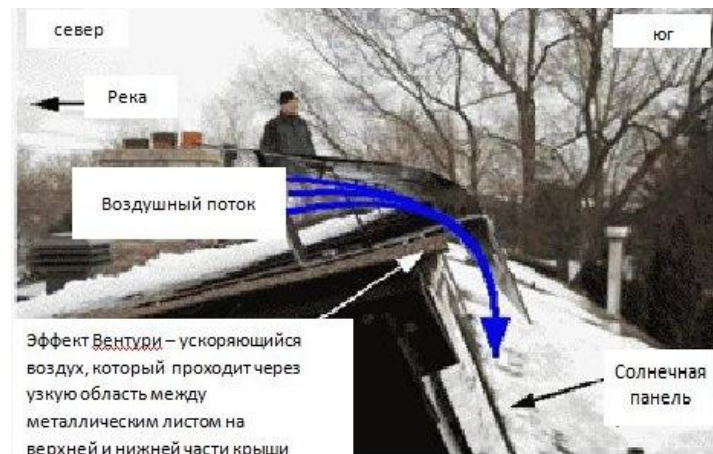 север
юг
Река
Воздушный поток
Эффект Вентури – ускоряющийся
воздух, который проходит через
узкую область между
металлическим листом на
верхней и нижней части крыши
Солнечная
панель